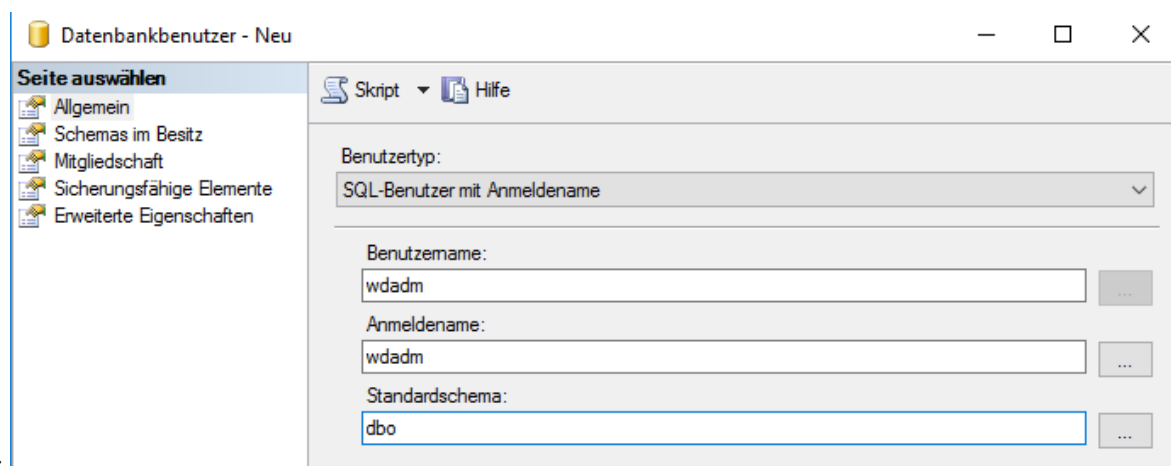 Datenbankbenutzer - Neu
Seite auswählen
Allgemein
Schemas im Besitz
Mitgliedschaft
Sicherungsfähige Elemente
Erweiterte Eigenschaften
Skript
Hilfe
Benutzertyp:
SQL-Benutzer mit Anmeldename
Benutzername:
wdadm
...
Anmeldename:
wdadm
...
Standardschema:
dbo
...